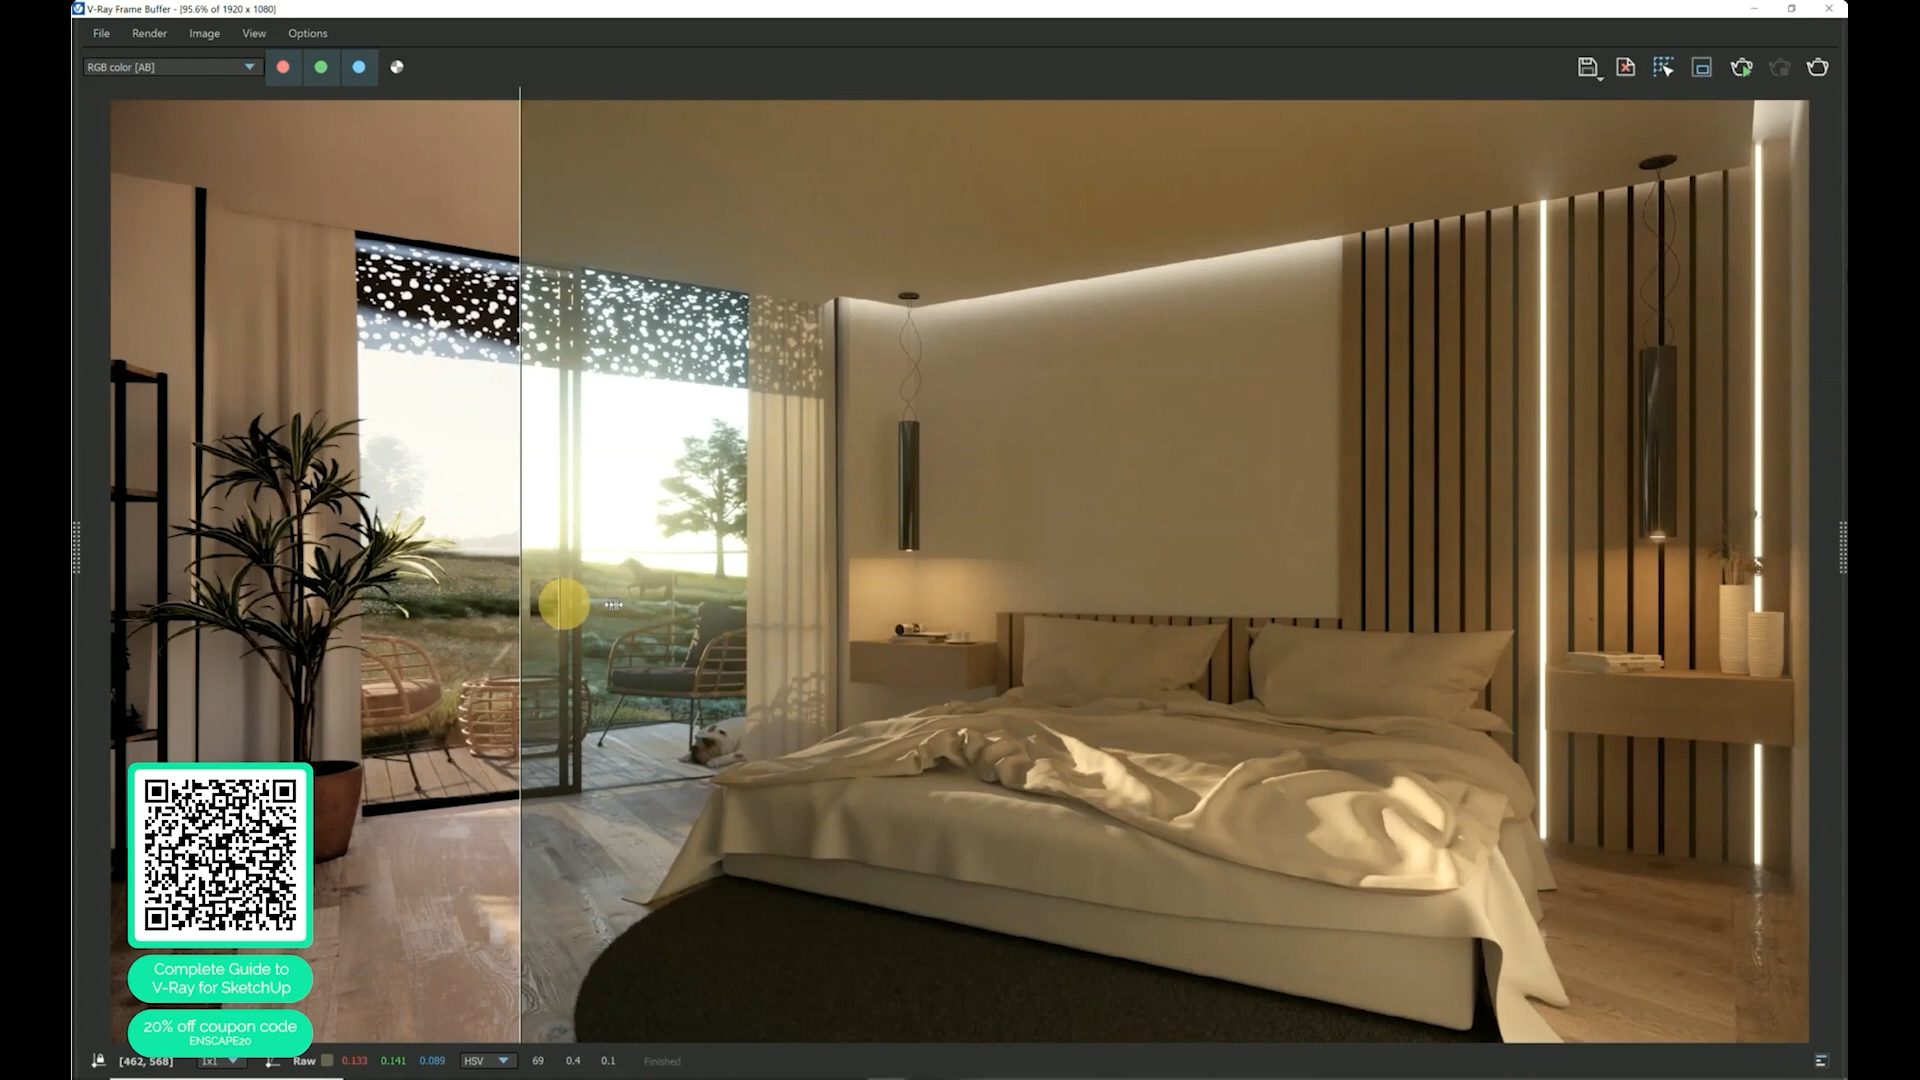 V-Ray Frame Buffer - [95.6% of 1920 x 1080]
File Render Image View Options
RGB color [AB]
Complete Guide to
V-Ray for SketchUp
20% off coupon code
ENSCAPE20
[462, 568] 1x1 Raw 0.133 0.141 0.089 HSV 69 0.4 0.1 Finished